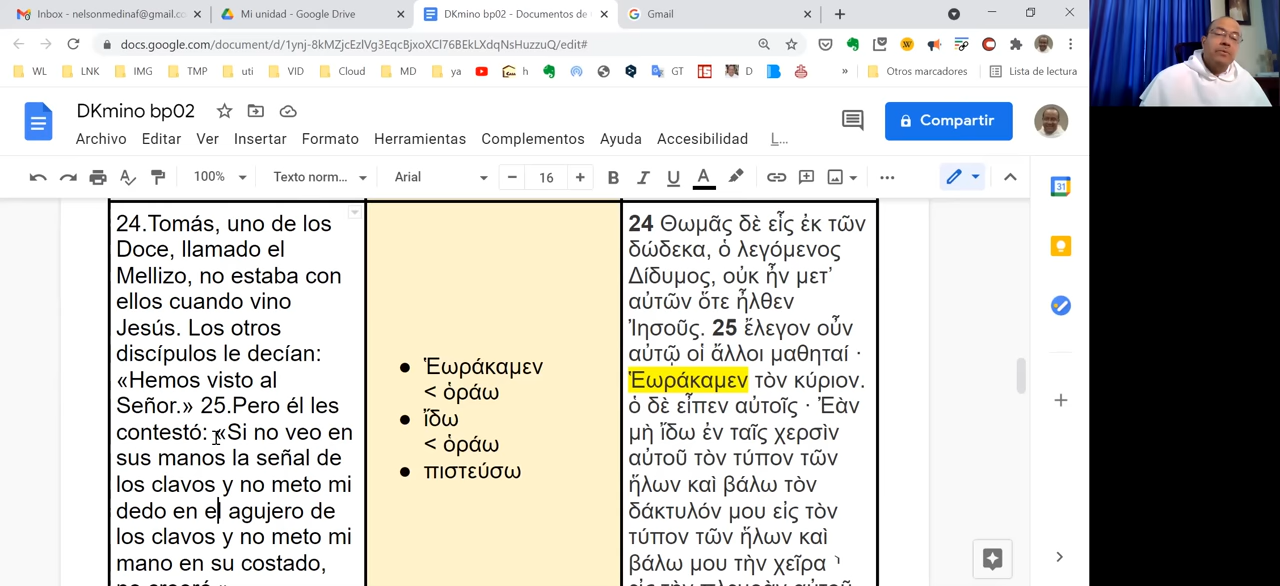 Inbox - nelsonmedinaf@gmail.co
Mi unidad - Google Drive
DKmino bp02 - Documentos de
Gmail
docs.google.com/document/d/1ynj-8kMZjcEzlVg3EqcBjxoXCl76BEkLXdqNsHuzzuQ/edit#
WL LNK IMG TMP uti VID Cloud MD ya h GT D » Otros marcadores Lista de lectura
DKmino bp02
Compartir
Archivo Editar Ver Insertar Formato Herramientas Complementos Ayuda Accesibilidad L...
100% Texto norm... Arial 16 B I U A
24.Tomás, uno de los
Doce, llamado el
Mellizo, no estaba con
ellos cuando vino
Jesús. Los otros
discípulos le decían:
«Hemos visto al
Señor.» 25.Pero él les
contestó: «Si no veo en
sus manos la señal de
los clavos y no meto mi
dedo en el agujero de
los clavos y no meto mi
mano en su costado,
no creeré.»
Ἑωράκαμεν
< ὁράω
ἴδω
< ὁράω
πιστεύσω
24 Θωμᾶς δὲ εἷς ἐκ τῶν
δώδεκα, ὁ λεγόμενος
Δίδυμος, οὐκ ἦν μετ’
αὐτῶν ὅτε ἦλθεν
Ἰησοῦς. 25 ἔλεγον οὖν
αὐτῷ οἱ ἄλλοι μαθηταί ·
Ἑωράκαμεν τὸν κύριον.
ὁ δὲ εἶπεν αὐτοῖς · Ἐὰν
μὴ ἴδω ἐν ταῖς χερσὶν
αὐτοῦ τὸν τύπον τῶν
ἥλων καὶ βάλω τὸν
δάκτυλόν μου εἰς τὸν
τύπον τῶν ἥλων καὶ
βάλω μου τὴν χεῖρα
εἰς τὴν πλευρὰν αὐτοῦ
31